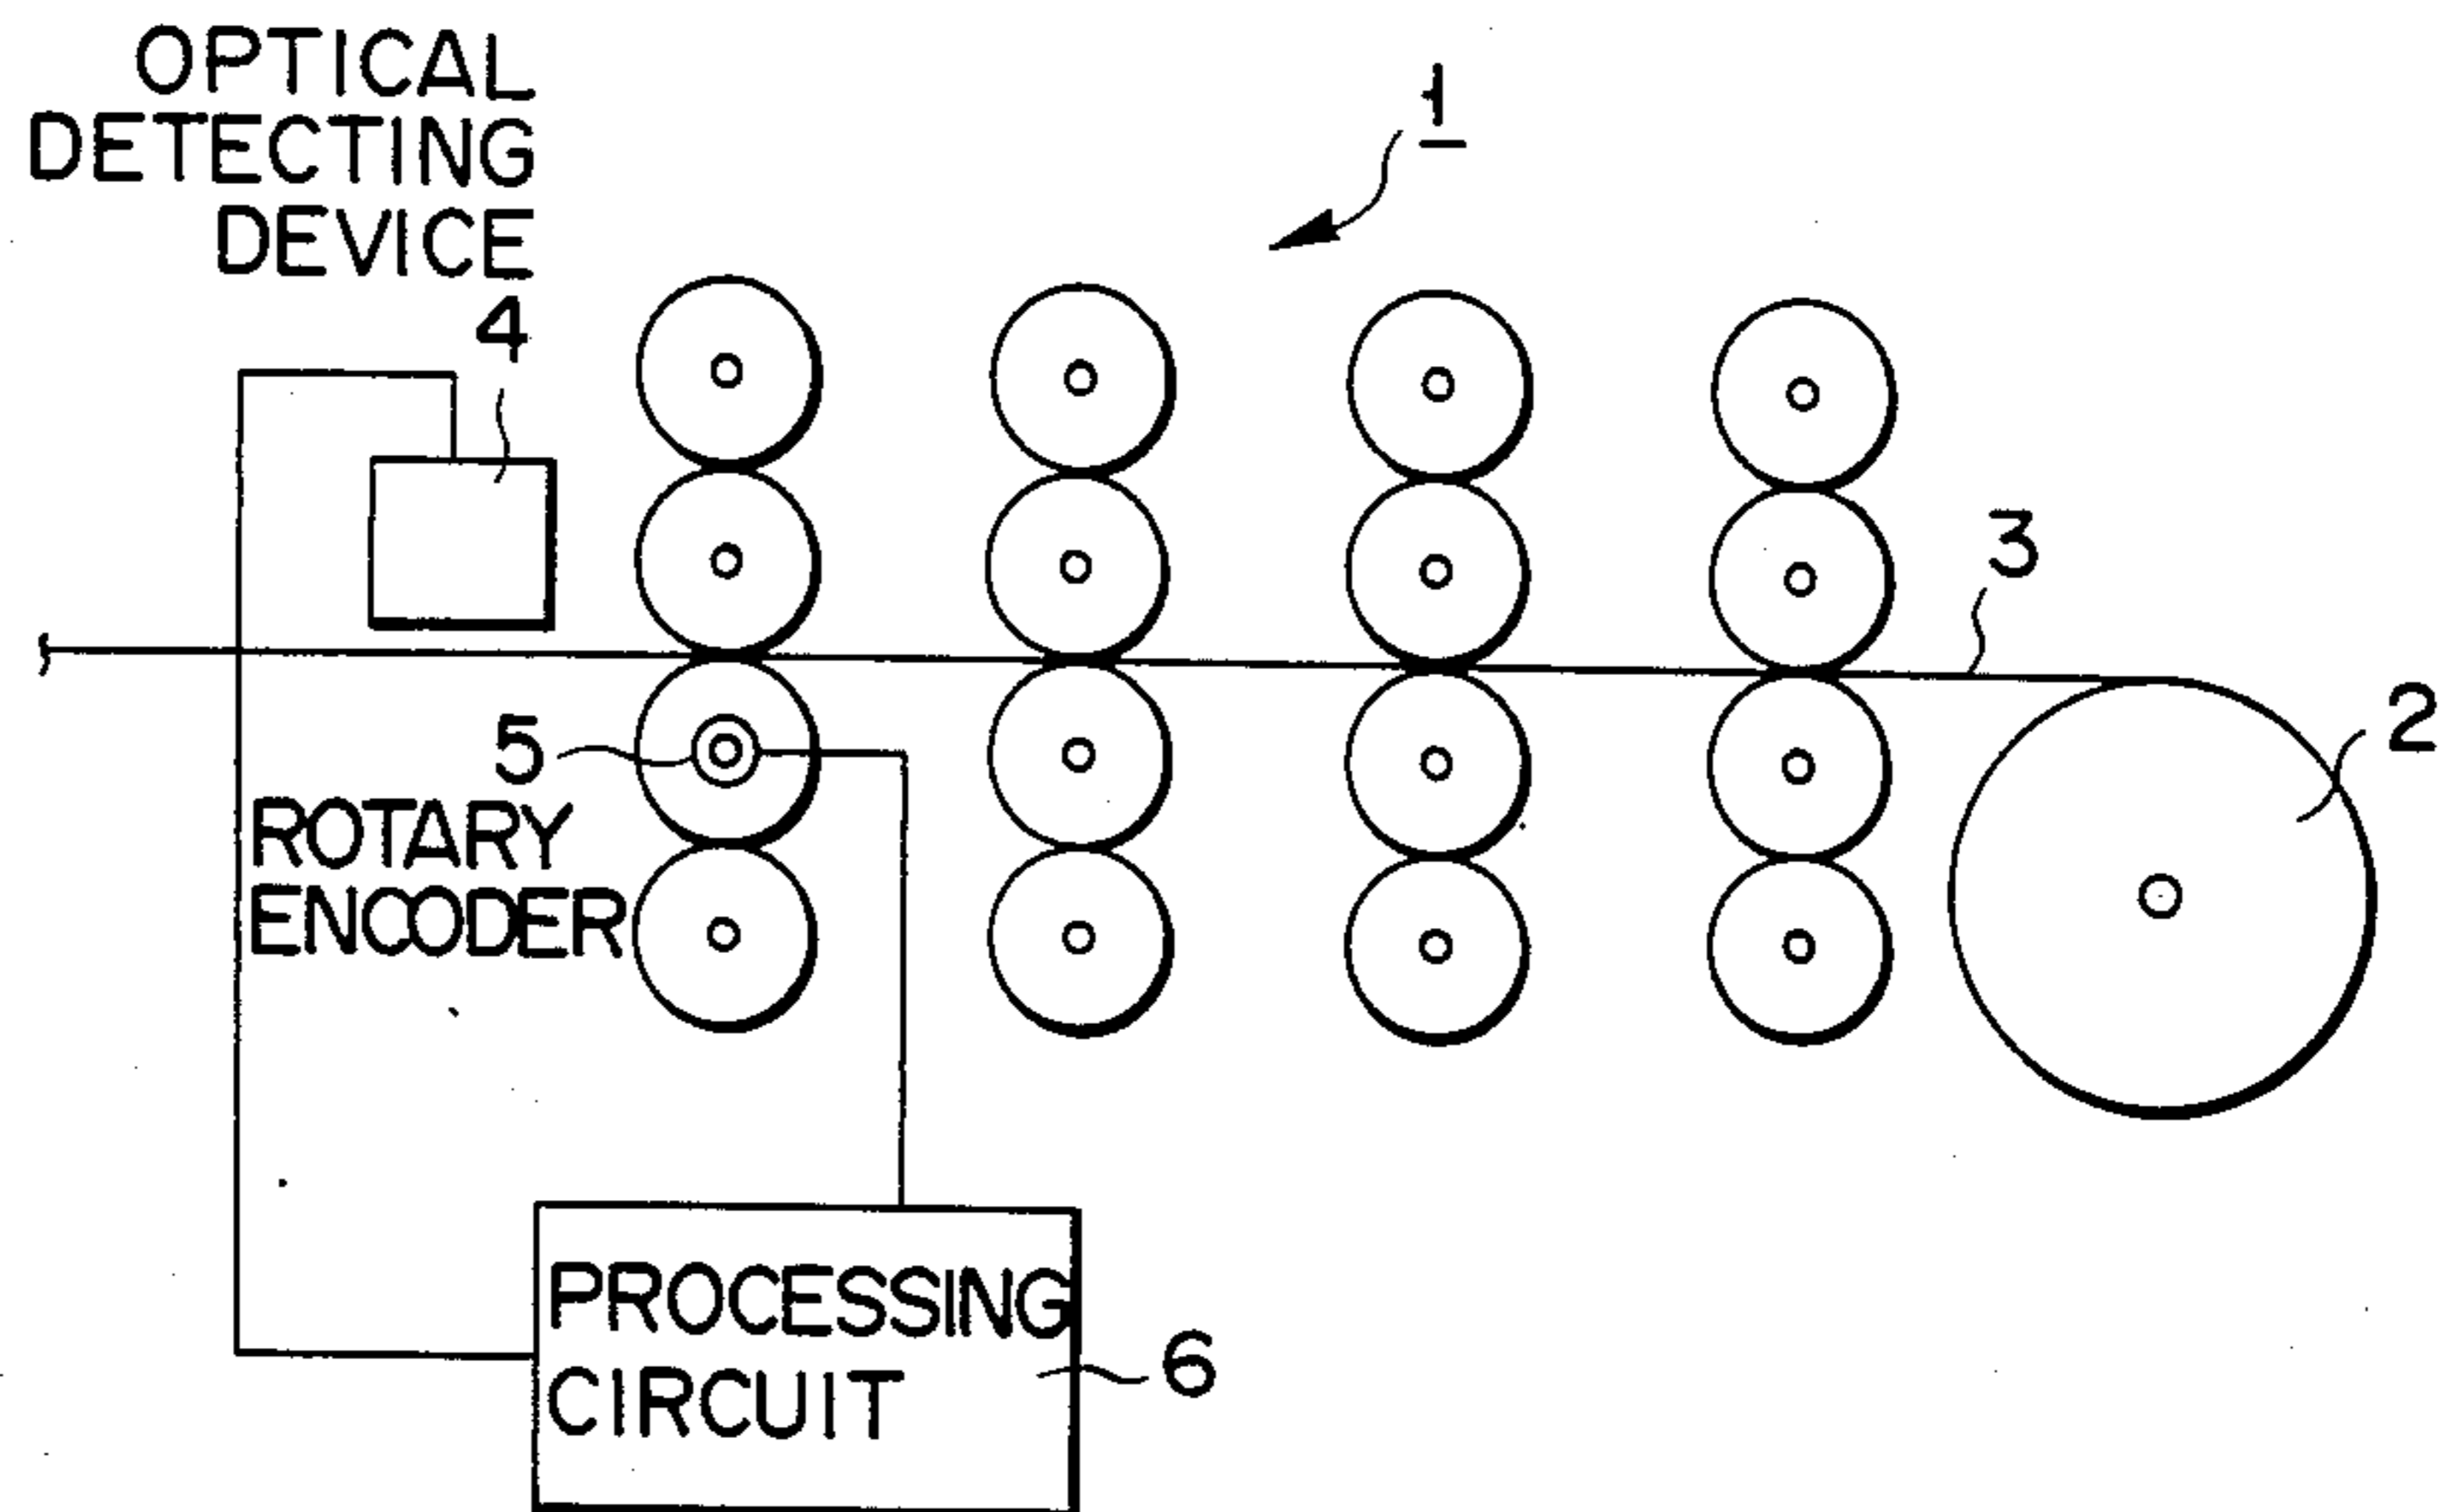 OPTICAL
DETECTING
DEVICE
4
1
3
2
5
ROTARY
ENCODER
PROCESSING
CIRCUIT
6